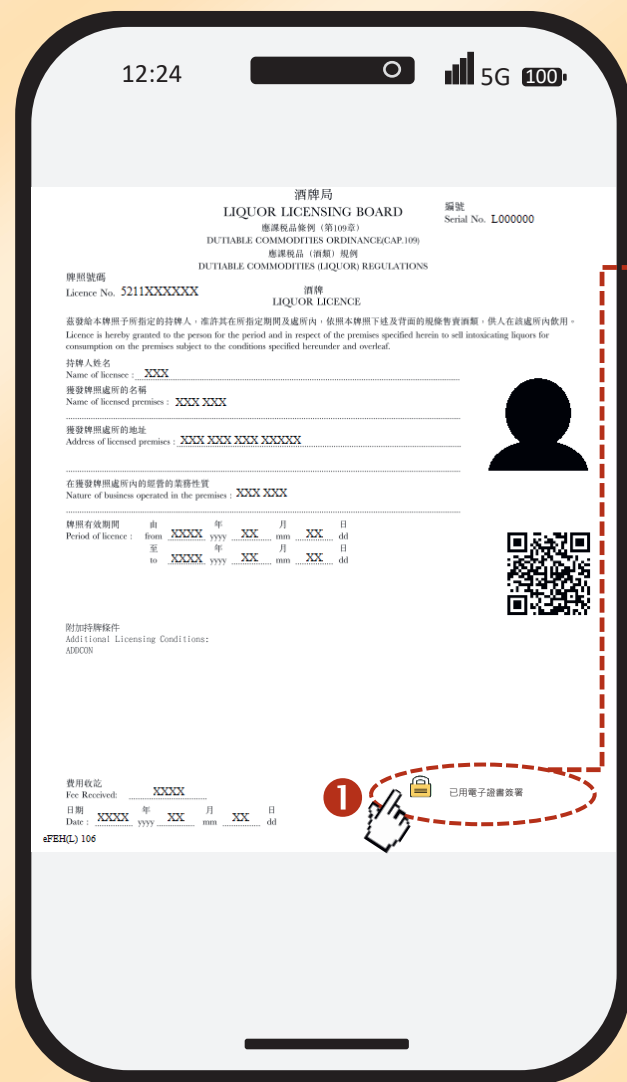 12:24
5G 100
酒牌局
LIQUOR LICENSING BOARD
編號
Serial No. L000000
應課稅品條例（第109章）
DUTIABLE COMMODITIES ORDINANCE(CAP.109)
應課稅品（酒類）規例
DUTIABLE COMMODITIES (LIQUOR) REGULATIONS
牌照號碼
Licence No. 5211XXXXXX
酒牌
LIQUOR LICENCE
茲發給本牌照予所指定的持牌人，准許其在所指定期間及處所內，依照本牌照下述及背面的規條售賣酒類，供人在該處所內飲用。
Licence is hereby granted to the person for the period and in respect of the premises specified herein to sell intoxicating liquors for
consumption on the premises subject to the conditions specified hereunder and overleaf.
持牌人姓名
Name of licensee : XXX
獲發牌照處所的名稱
Name of licensed premises : XXX XXX
獲發牌照處所的地址
Address of licensed premises : XXX XXX XXX XXXXX
在獲發牌照處所內的經營的業務性質
Nature of business operated in the premises : XXX XXX
牌照有效期間 由 年 月 日
Period of licence : from XXXX yyyy XX mm XX dd
至 年 月 日
to XXXX yyyy XX mm XX dd
附加持牌條件
Additional Licensing Conditions:
ADDCON
費用收訖
Fee Received: XXXX
日期 年 月 日
Date : XXXX yyyy XX mm XX dd
1
已用電子證書簽署
eFEH(L) 106